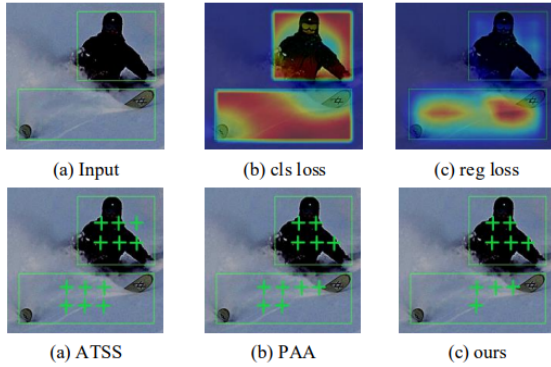 (a) Input
(b) cls loss
(c) reg loss
(a) ATSS
(b) PAA
(c) ours